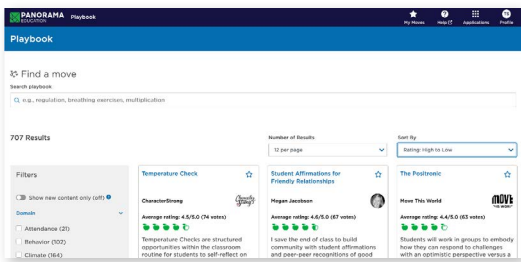 PANORAMA
EDUCATION
Playbook
My Moves
Help
Applications
Profile
Playbook
Find a move
Search playbook
e.g., regulation, breathing exercise, multiplication
707 Results
Number of Results
12 per page
Sort By
Rating: High to Low
Filters
Show new content only (off)
Domain
Attendance (21)
Behavior (102)
Climate (164)
Temperature Check
CharacterStrong
Average rating: 4.5/5.0 (74 votes)
Temperature Checks are structured
opportunities within the classroom
routine for students to self-reflect on
Student Affirmations for
Friendly Relationships
Megan Jacobson
Average rating: 4.6/5.0 (67 votes)
I save the end of class to build
community with student affirmations
and peer-peer recognitions of good
The Positronic
Move This World
MOVE
THIS WORLD
Average rating: 4.4/5.0 (63 votes)
Students will work in groups to embody
how they can respond to challenges
with an optimistic perspective versus a